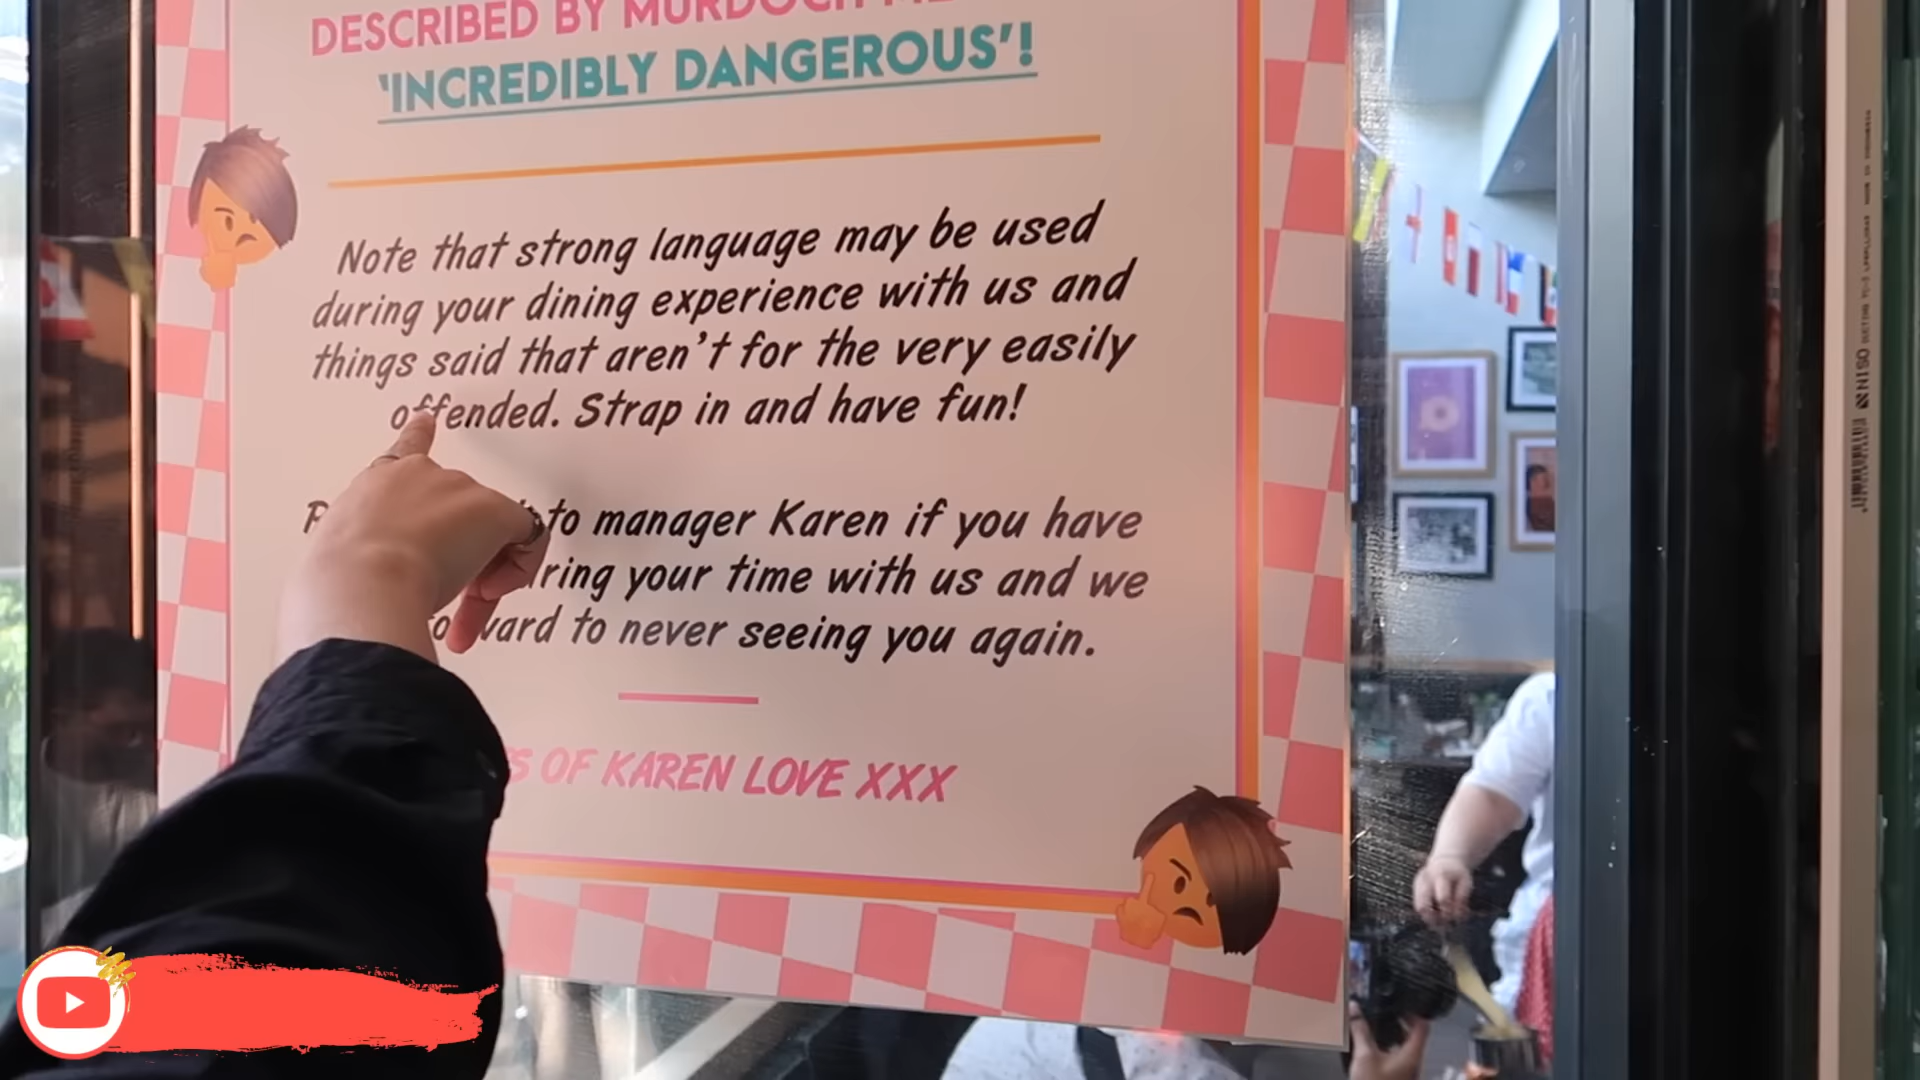 DESCRIBED BY MURDOCH
'INCREDIBLY DANGEROUS'!
Note that strong language may be used
during your dining experience with us and
things said that aren't for the very easily
offended. Strap in and have fun!
to manager Karen if you have
your time with us and we
to never seeing you again.
OF KAREN LOVE XXX